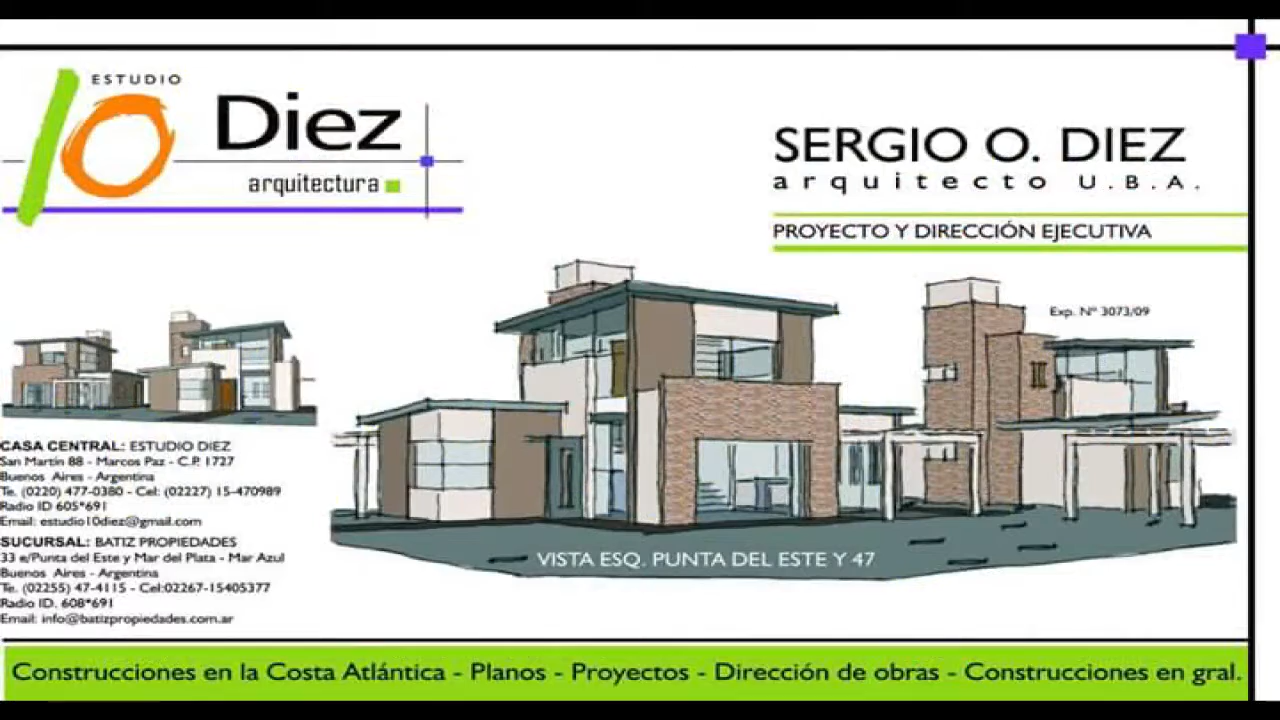 ESTUDIO
10 Diez
arquitectura
SERGIO O. DIEZ
arquitecto U.B.A.
PROYECTO Y DIRECCIÓN EJECUTIVA
Exp. Nº 3073/09
CASA CENTRAL: ESTUDIO DIEZ
San Martín 88 - Marcos Paz - C.P. 1727
Buenos Aires - Argentina
Te. (0220) 477-0380 - Cel: (02227) 15-470989
Radio ID 605*691
Email: estudio10diez@gmail.com
SUCURSAL: BATIZ PROPIEDADES
33 e/Punta del Este y Mar del Plata - Mar Azul
Buenos Aires - Argentina
Te. (02255) 47-4115 - Cel:02267-15405377
Radio ID. 608*691
Email: info@batizpropiedades.com.ar
VISTA ESQ. PUNTA DEL ESTE Y 47
Construcciones en la Costa Atlántica - Planos - Proyectos - Dirección de obras - Construcciones en gral.